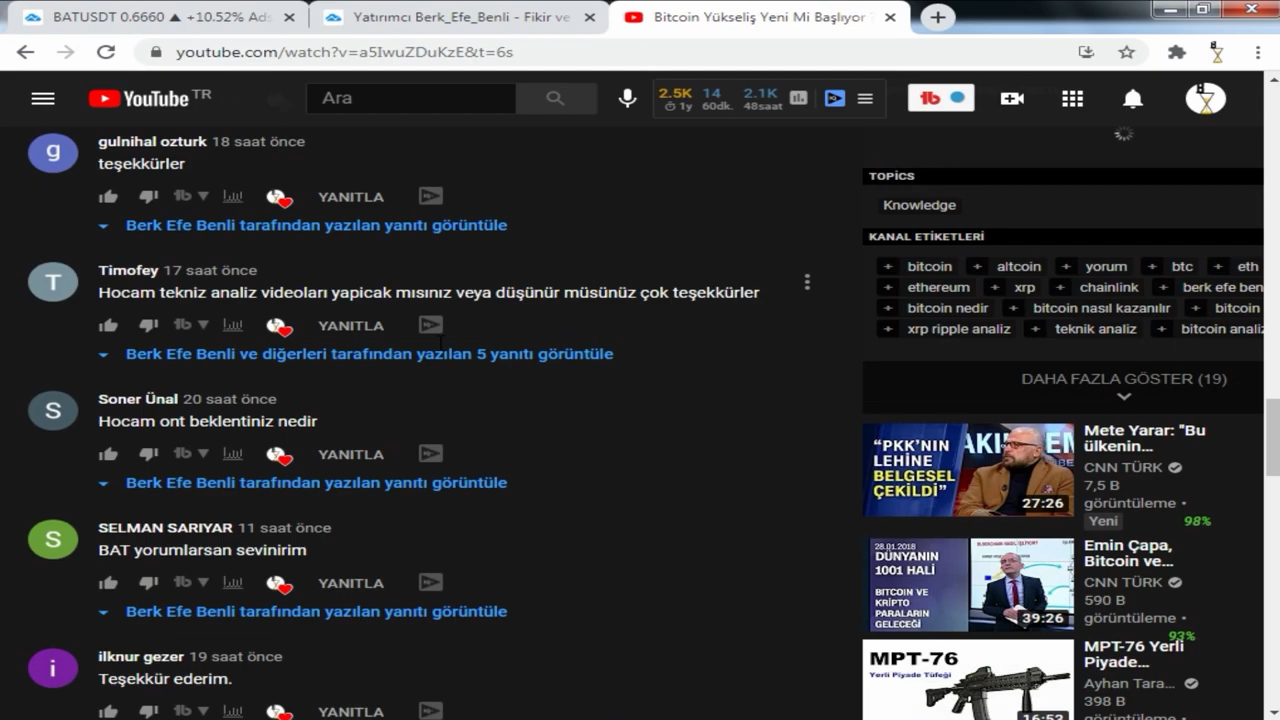 BATUSDT 0.6660 ▲ +10.52% Ads
Yatırımcı Berk_Efe_Benli - Fikir ve
Bitcoin Yükseliş Yeni Mi Başlıyor
youtube.com/watch?v=a5IwuZDuKzE&t=6s
YouTube TR
Ara
2.5K 14 2.1K
1y 60dk. 48saat
gulnihal ozturk 18 saat önce
teşekkürler
YANITLA
Berk Efe Benli tarafından yazılan yanıtı görüntüle
Timofey 17 saat önce
Hocam tekniz analiz videoları yapicak mısınız veya düşünür müsünüz çok teşekkürler
YANITLA
Berk Efe Benli ve diğerleri tarafından yazılan 5 yanıtı görüntüle
Soner Ünal 20 saat önce
Hocam ont beklentiniz nedir
YANITLA
Berk Efe Benli tarafından yazılan yanıtı görüntüle
SELMAN SARIYAR 11 saat önce
BAT yorumlarsan sevinirim
YANITLA
Berk Efe Benli tarafından yazılan yanıtı görüntüle
ilknur gezer 19 saat önce
Teşekkür ederim.
YANITLA
TOPICS
Knowledge
KANAL ETİKETLERİ
+ bitcoin + altcoin + yorum + btc + eth
+ ethereum + xrp + chainlink + berk efe ben
+ bitcoin nedir + bitcoin nasıl kazanılır + bitcoin
+ xrp ripple analiz + teknik analiz + bitcoin analiz
DAHA FAZLA GÖSTER (19)
"PKK'NIN
LEHİNE
BELGESEL
ÇEKİLDİ"
27:26
Mete Yarar: "Bu
ülkenin...
CNN TÜRK
7,5 B
görüntüleme •
Yeni
98%
28.01.2018
DÜNYANIN
1001 HALİ
BITCOIN VE
KRİPTO
PARALARIN
GELECEĞİ
39:26
Emin Çapa,
Bitcoin ve...
CNN TÜRK
590 B
görüntüleme •
93%
MPT-76
Yerli Piyade Tüfeği
16:53
MPT-76 Yerli
Piyade...
Ayhan Tara...
398 B
görüntüleme •